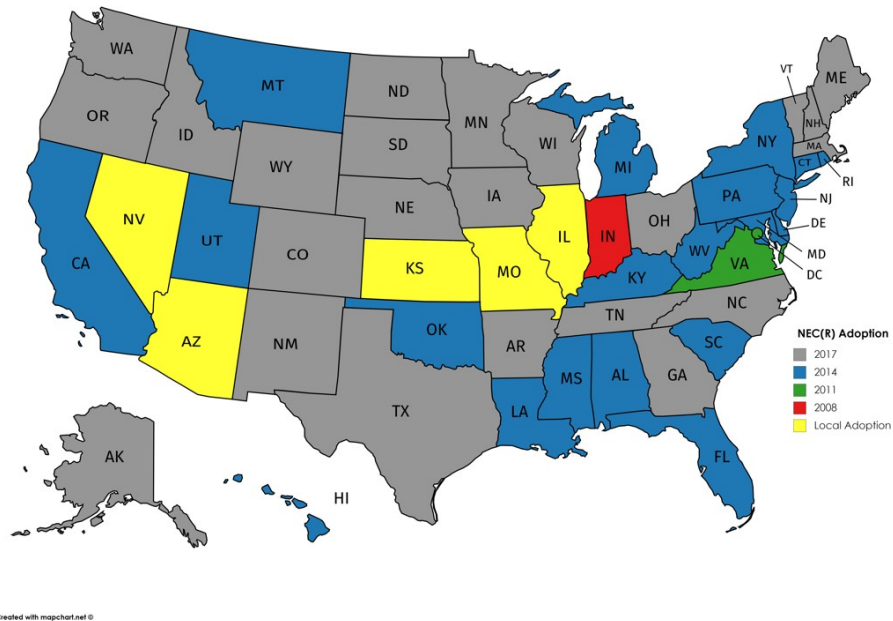 WA
MT
ND
MN
VT
ME
OR
ID
SD
WI
NH
NY
MA
WY
MI
CT
RI
IA
PA
NJ
NE
NV
OH
DE
IL
IN
UT
WV
MD
CA
CO
KS
MO
KY
VA
DC
TN
NC
AZ
NM
OK
AR
SC
MS
AL
GA
TX
LA
FL
AK
HI
NEC(R) Adoption
2017
2014
2011
2008
Local Adoption
reated with mapchart.net ©